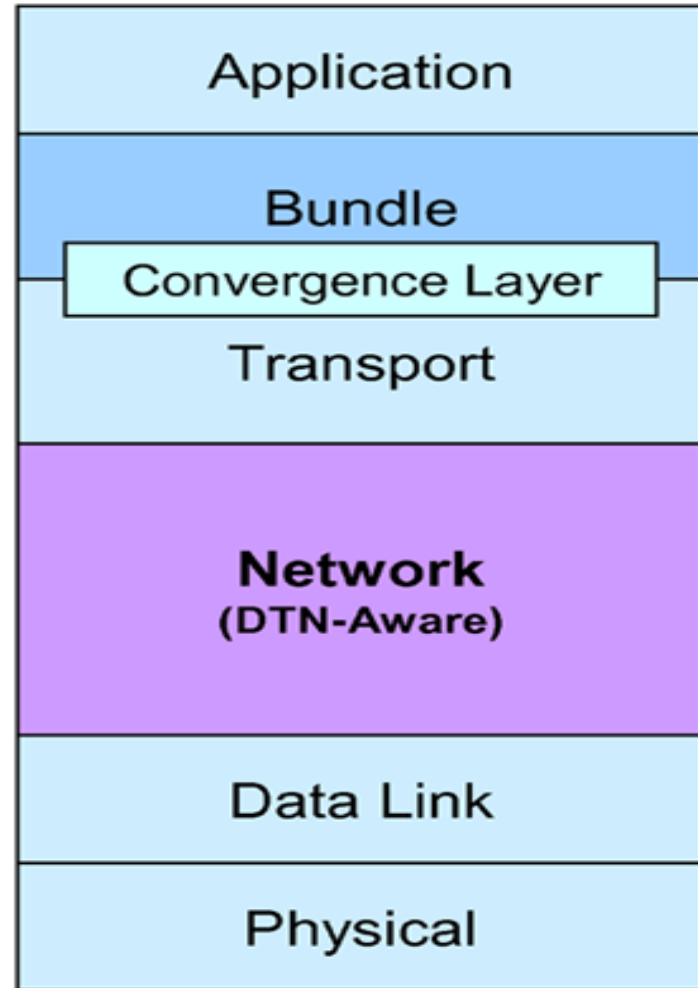 Application
Bundle
Convergence Layer
Transport
Network
(DTN-Aware)
Data Link
Physical